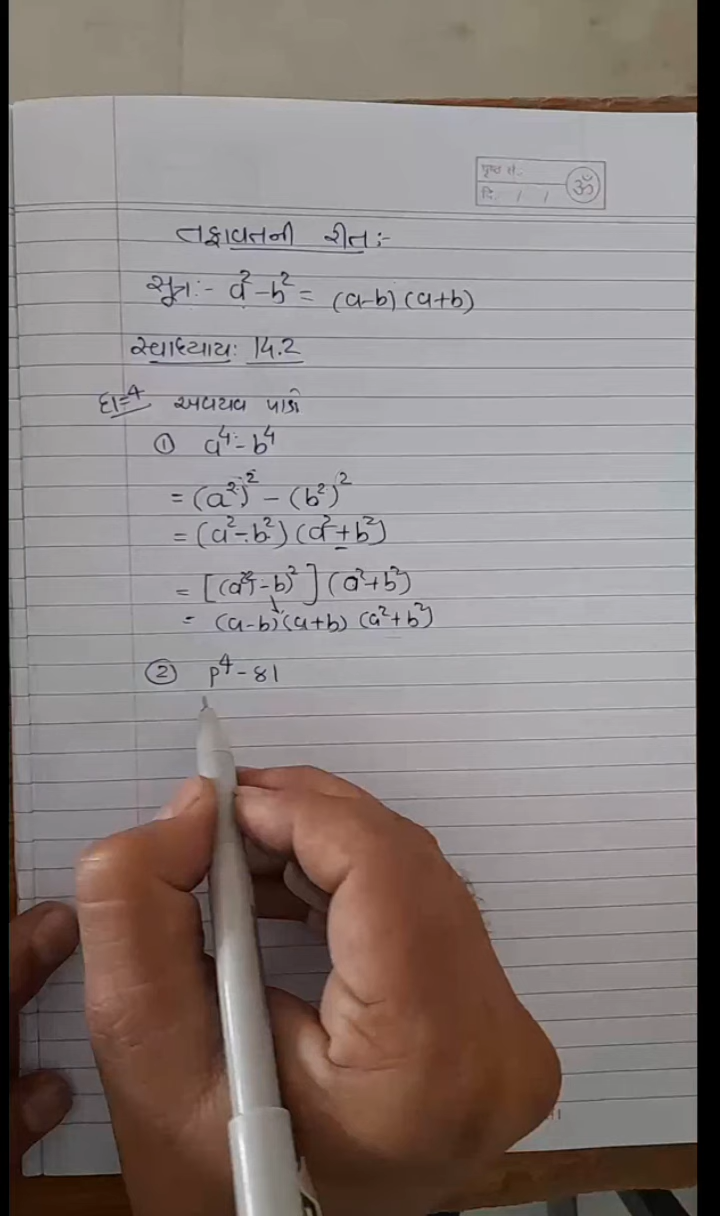 पृष्ठ सं.
दि. / / ॐ
તફાવતની રીત:-
સૂત્ર:- a² - b² = (a-b) (a+b)
સ્વાધ્યાય: 14.2
દા=4 અવયવ પાડો
① a⁴ - b⁴
= (a²)² - (b²)²
= (a² - b²) (a² + b²)
= [(a² - b)²] (a² + b²)
= (a-b) (a+b) (a² + b²)
② p⁴ - 81